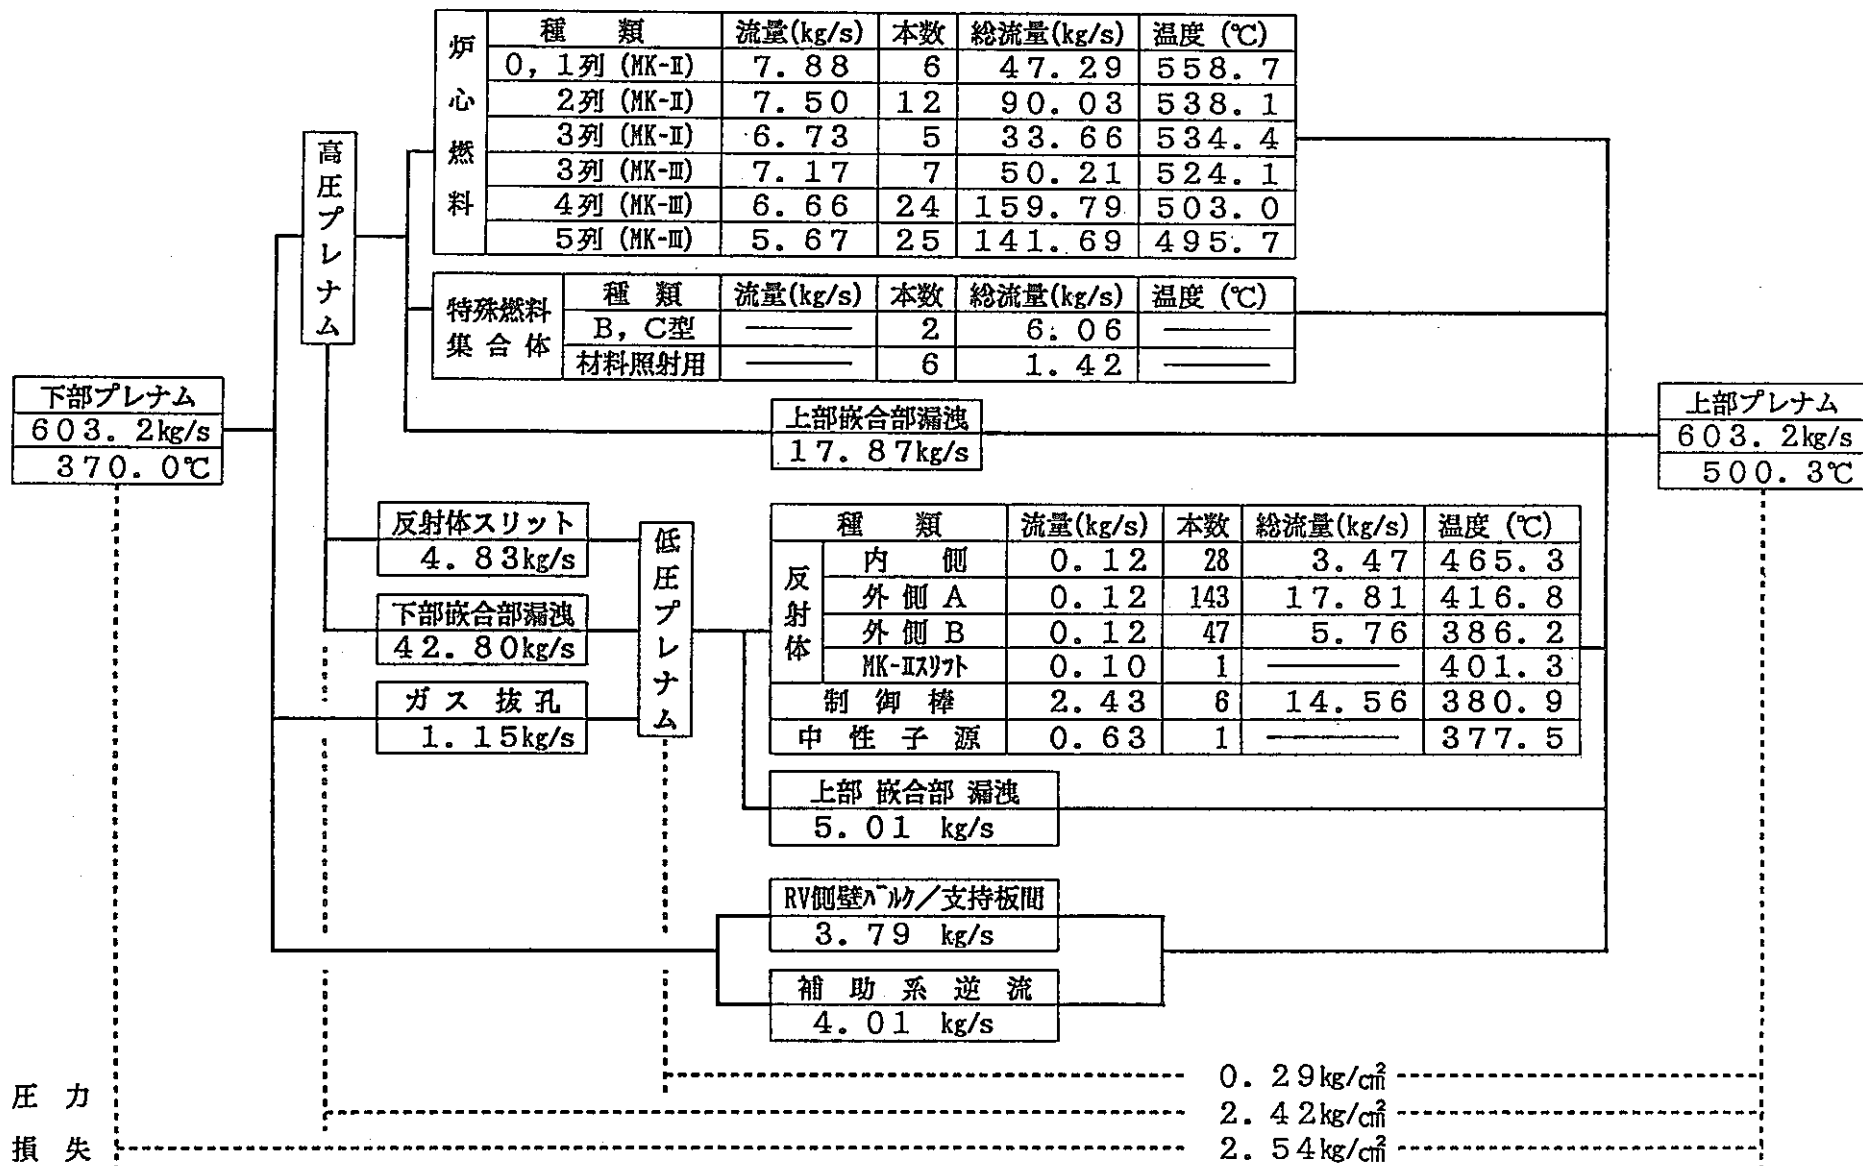 炉心燃料
種 類 流量(kg/s) 本数 総流量(kg/s) 温度 (℃)
0, 1列 (MK-Ⅱ) 7.88 6 47.29 558.7
2列 (MK-Ⅱ) 7.50 12 90.03 538.1
3列 (MK-Ⅱ) 6.73 5 33.66 534.4
3列 (MK-Ⅲ) 7.17 7 50.21 524.1
4列 (MK-Ⅲ) 6.66 24 159.79 503.0
5列 (MK-Ⅲ) 5.67 25 141.69 495.7
高圧プレナム
特殊燃料
集合体
種 類 流量(kg/s) 本数 総流量(kg/s) 温度 (℃)
B, C型 ―― 2 6.06 ――
材料照射用 ―― 6 1.42 ――
下部プレナム
603.2kg/s
370.0℃
上部嵌合部漏洩
17.87kg/s
上部プレナム
603.2kg/s
500.3℃
反射体スリット
4.83kg/s
下部嵌合部漏洩
42.80kg/s
ガス抜孔
1.15kg/s
低圧プレナム
種 類 流量(kg/s) 本数 総流量(kg/s) 温度 (℃)
反射体
内 側 0.12 28 3.47 465.3
外側 A 0.12 143 17.81 416.8
外側 B 0.12 47 5.76 386.2
MK-Ⅱスリット 0.10 1 ―― 401.3
制御棒 2.43 6 14.56 380.9
中性子源 0.63 1 ―― 377.5
上部 嵌合部 漏洩
5.01 kg/s
RV側壁バルク/支持板間
3.79 kg/s
補助系逆流
4.01 kg/s
圧力
損失
0.29kg/c㎡
2.42kg/c㎡
2.54kg/c㎡